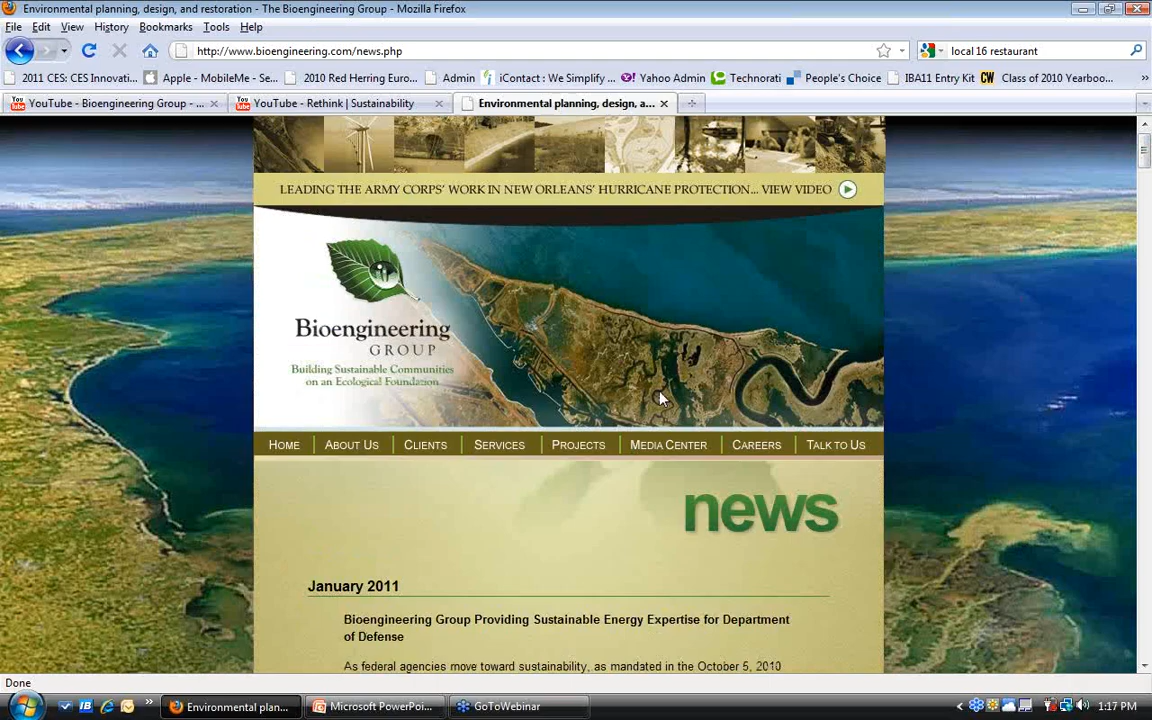 Environmental planning, design, and restoration - The Bioengineering Group - Mozilla Firefox
File Edit View History Bookmarks Tools Help
http://www.bioengineering.com/news.php
local 16 restaurant
2011 CES: CES Innovati... Apple - MobileMe - Se... 2010 Red Herring Euro... Admin iContact : We Simplify ... Yahoo Admin Technorati People's Choice IBA11 Entry Kit CW Class of 2010 Yearboo... »
YouTube - Bioengineering Group - ... YouTube - Rethink | Sustainability Environmental planning, design, a...
LEADING THE ARMY CORPS' WORK IN NEW ORLEANS' HURRICANE PROTECTION... VIEW VIDEO
Bioengineering
GROUP
Building Sustainable Communities
on an Ecological Foundation
HOME ABOUT US CLIENTS SERVICES PROJECTS MEDIA CENTER CAREERS TALK TO US
news
January 2011
Bioengineering Group Providing Sustainable Energy Expertise for Department
of Defense
As federal agencies move toward sustainability, as mandated in the October 5, 2010
Done
Environmental plan... Microsoft PowerPoi... GoToWebinar 1:17 PM